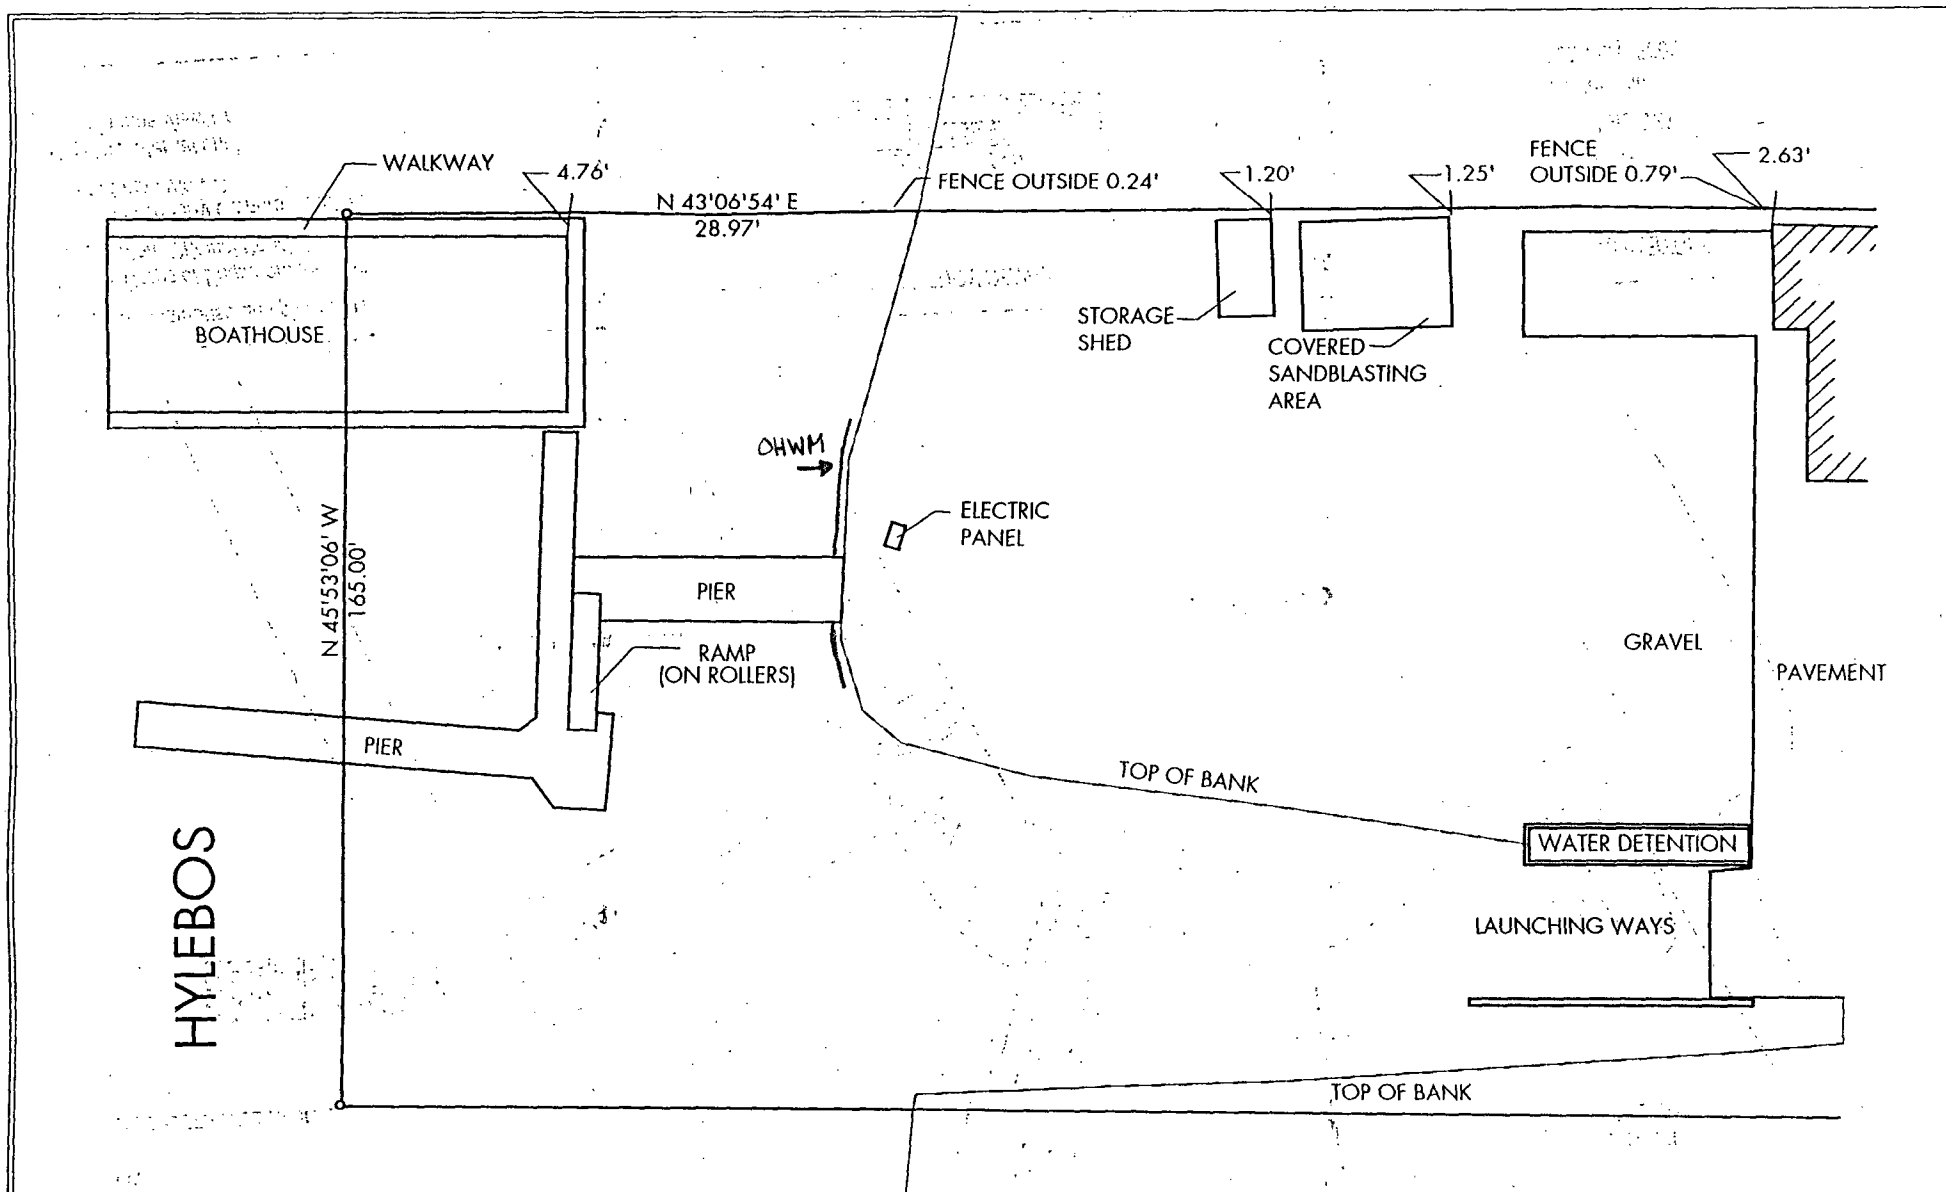 WALKWAY
4.76'
N 43'06'54' E
28.97'
FENCE OUTSIDE 0.24'
1.20'
1.25'
FENCE
OUTSIDE 0.79'
2.63'
BOATHOUSE
STORAGE
SHED
COVERED
SANDBLASTING
AREA
OHWM
ELECTRIC
PANEL
N 45'53'06' W
165.00'
PIER
RAMP
(ON ROLLERS)
GRAVEL
PAVEMENT
PIER
TOP OF BANK
WATER DETENTION
HYLEBOS
LAUNCHING WAYS
TOP OF BANK